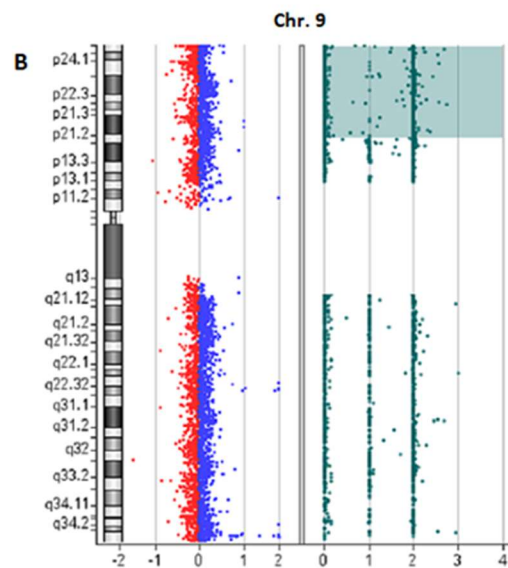 Chr. 9
B
p24.1
p22.3
p21.3
p21.2
p13.3
p13.1
p11.2
q13
q21.12
q21.2
q21.32
q22.1
q22.32
q31.1
q31.2
q32
q33.2
q34.11
q34.2
-2 -1 0 1 2 0 1 2 3 4